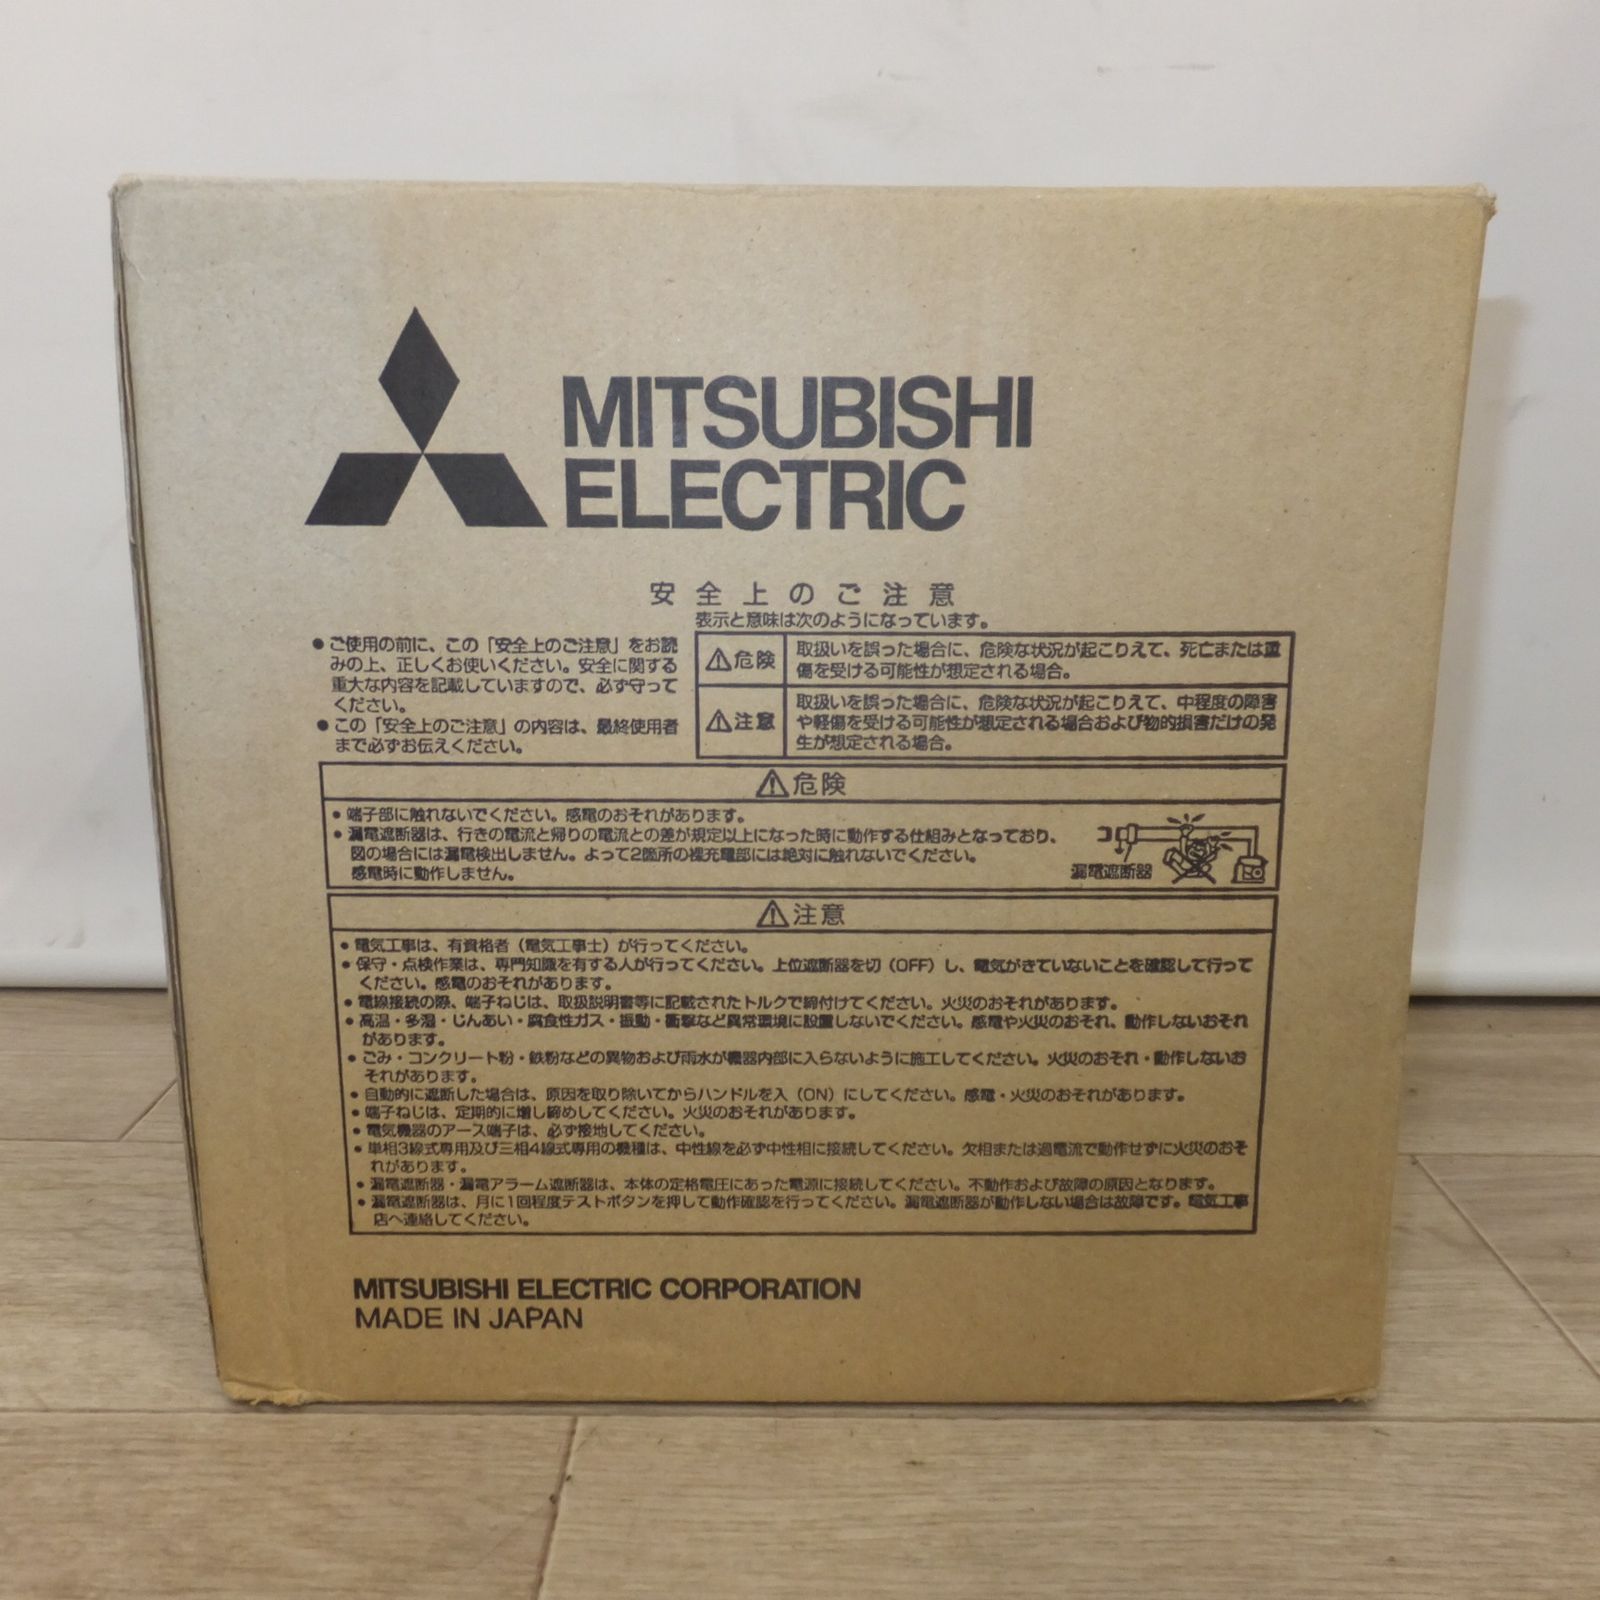 MITSUBISHI
ELECTRIC
安全上のご注意
表示と意味は次のようになっています。
●ご使用の前に、この「安全上のご注意」をお読
みの上、正しくお使いください。安全に関する
重大な内容を記載していますので、必ず守って
ください。
●この「安全上のご注意」の内容は、最終使用者
まで必ずお伝えください。
⚠危険
取扱いを誤った場合に、危険な状況が起こりえて、死亡または重
傷を受ける可能性が想定される場合。
⚠注意
取扱いを誤った場合に、危険な状況が起こりえて、中程度の障害
や軽傷を受ける可能性が想定される場合および物的損害だけの発
生が想定される場合。
⚠危険
●端子部に触れないでください。感電のおそれがあります。
●漏電遮断器は、行きの電流と帰りの電流との差が規定以上になった時に動作する仕組みとなっており、
図の場合には漏電検出しません。よって2箇所の裸充電部には絶対に触れないでください。
感電時に動作しません。
漏電遮断器
⚠注意
●電気工事は、有資格者（電気工事士）が行ってください。
●保守・点検作業は、専門知識を有する人が行ってください。上位遮断器を切（OFF）し、電気がきていないことを確認して行って
ください。感電のおそれがあります。
●電線接続の際、端子ねじは、取扱説明書等に記載されたトルクで締付けてください。火災のおそれがあります。
●高温・多湿・じんあい・腐食性ガス・振動・衝撃など異常環境に設置しないでください。感電や火災のおそれ、動作しないおそれ
があります。
●ごみ・コンクリート粉・鉄粉などの異物および雨水が機器内部に入らないように施工してください。火災のおそれ・動作しないお
それがあります。
●自動的に遮断した場合は、原因を取り除いてからハンドルを入（ON）にしてください。感電・火災のおそれがあります。
●端子ねじは、定期的に増し締めしてください。火災のおそれがあります。
●電気機器のアース端子は、必ず接地してください。
●単相3線式専用及び三相4線式専用の機種は、中性線を必ず中性相に接続してください。欠相または過電流で動作せずに火災のおそ
れがあります。
●漏電遮断器・漏電アラーム遮断器は、本体の定格電圧にあった電源に接続してください。不動作および故障の原因となります。
●漏電遮断器は、月に1回程度テストボタンを押して動作確認を行ってください。漏電遮断器が動作しない場合は故障です。電気工事
店へ連絡してください。
MITSUBISHI ELECTRIC CORPORATION
MADE IN JAPAN